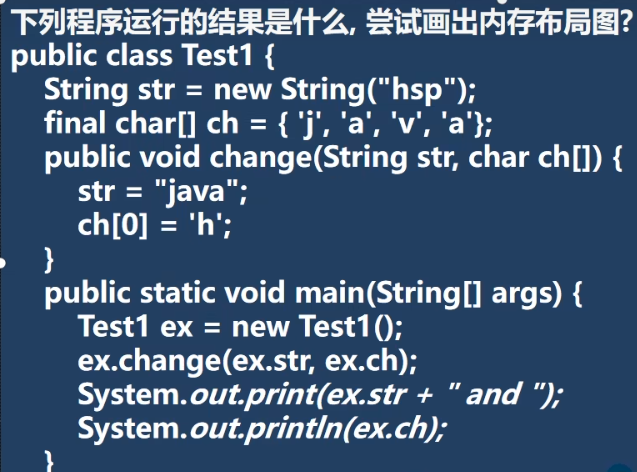 下列程序运行的结果是什么, 尝试画出内存布局图?
public class Test1 {
String str = new String("hsp");
final char[] ch = { 'j', 'a', 'v', 'a'};
public void change(String str, char ch[]) {
str = "java";
ch[0] = 'h';
}
public static void main(String[] args) {
Test1 ex = new Test1();
ex.change(ex.str, ex.ch);
System.out.print(ex.str + " and ");
System.out.println(ex.ch);
}